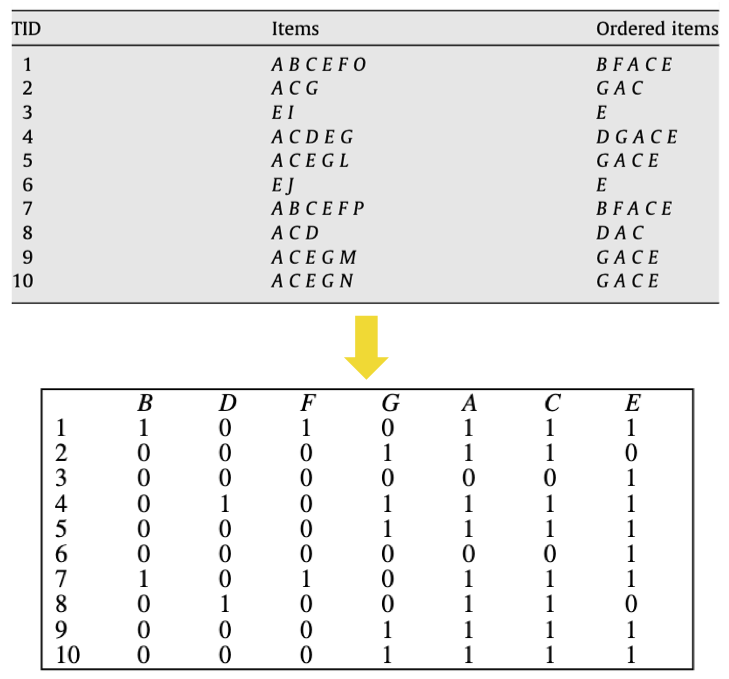 TID Items Ordered items
1 A B C E F O B F A C E
2 A C G G A C
3 E I E
4 A C D E G D G A C E
5 A C E G L G A C E
6 E J E
7 A B C E F P B F A C E
8 A C D D A C
9 A C E G M G A C E
10 A C E G N G A C E
B D F G A C E
1 1 0 1 0 1 1 1
2 0 0 0 1 1 1 0
3 0 0 0 0 0 0 1
4 0 1 0 1 1 1 1
5 0 0 0 1 1 1 1
6 0 0 0 0 0 0 1
7 1 0 1 0 1 1 1
8 0 1 0 0 1 1 0
9 0 0 0 1 1 1 1
10 0 0 0 1 1 1 1